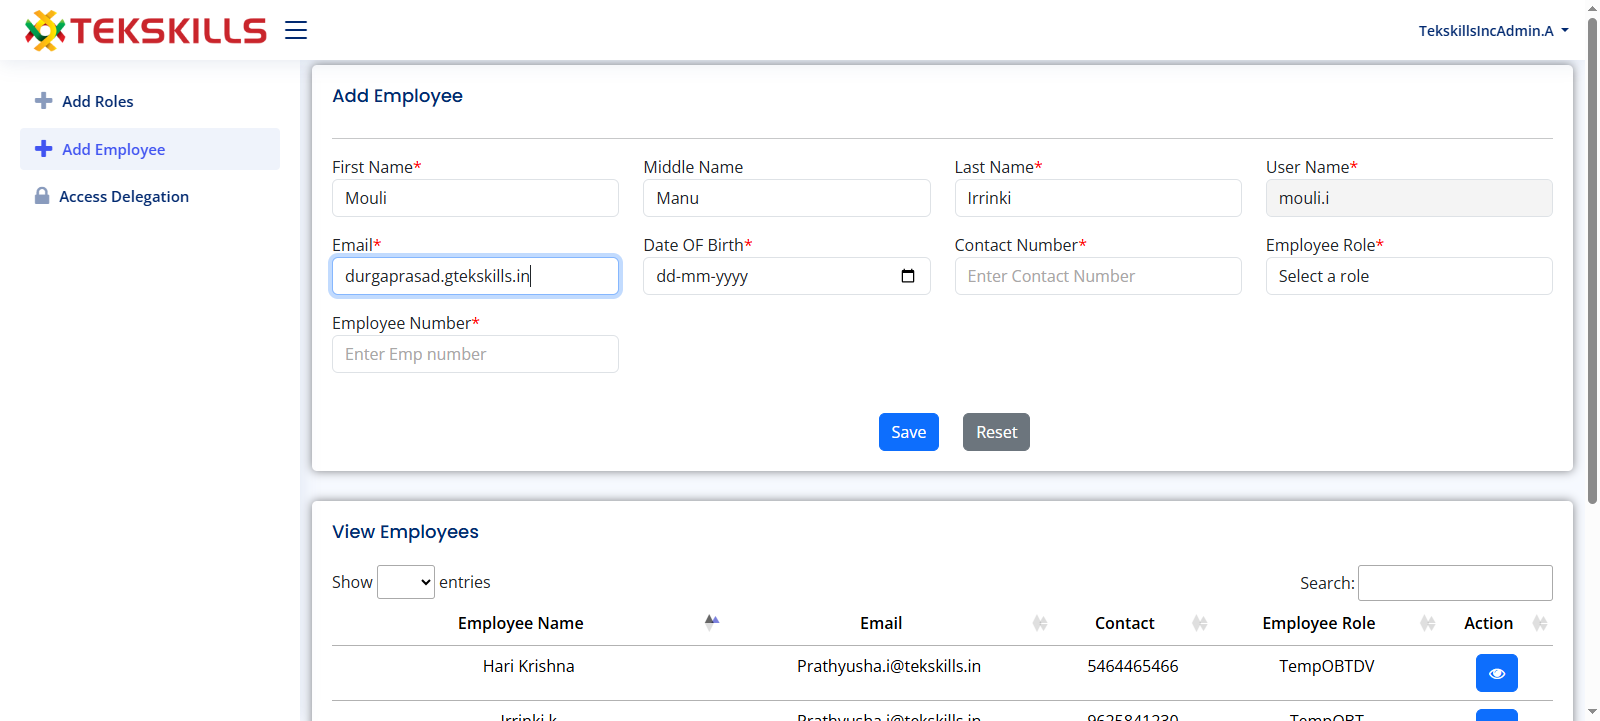 TEKSKILLS
TekskillsIncAdmin.A
Add Roles
Add Employee
Access Delegation
Add Employee
First Name* Middle Name Last Name* User Name*
Mouli Manu Irrinki mouli.i
Email* Date OF Birth* Contact Number* Employee Role*
durgaprasad.gtekskills.in dd-mm-yyyy Enter Contact Number Select a role
Employee Number*
Enter Emp number
Save Reset
View Employees
Show entries Search:
Employee Name Email Contact Employee Role Action
Hari Krishna Prathyusha.i@tekskills.in 5464465466 TempOBTDV
Irrinki k Prathyusha.i@tekskills.in 9625841230 TempOBT